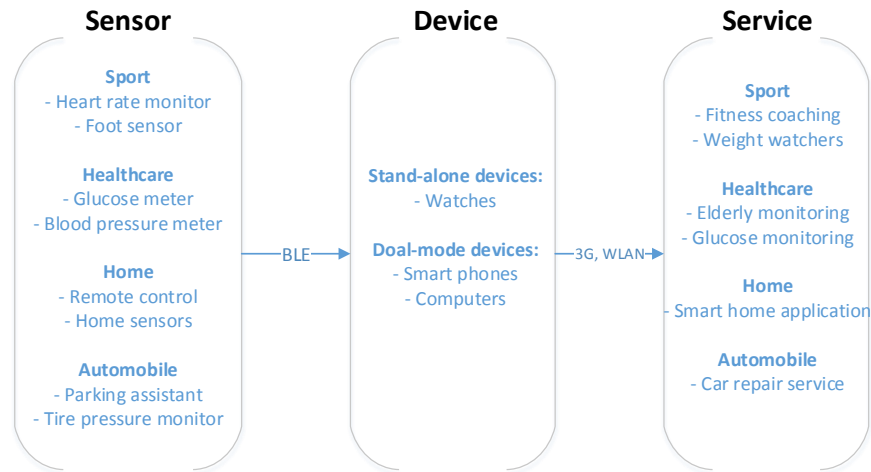 Sensor
Sport
- Heart rate monitor
- Foot sensor
Healthcare
- Glucose meter
- Blood pressure meter
Home
- Remote control
- Home sensors
Automobile
- Parking assistant
- Tire pressure monitor
BLE
Device
Stand-alone devices:
- Watches
Doal-mode devices:
- Smart phones
- Computers
3G, WLAN
Service
Sport
- Fitness coaching
- Weight watchers
Healthcare
- Elderly monitoring
- Glucose monitoring
Home
- Smart home application
Automobile
- Car repair service